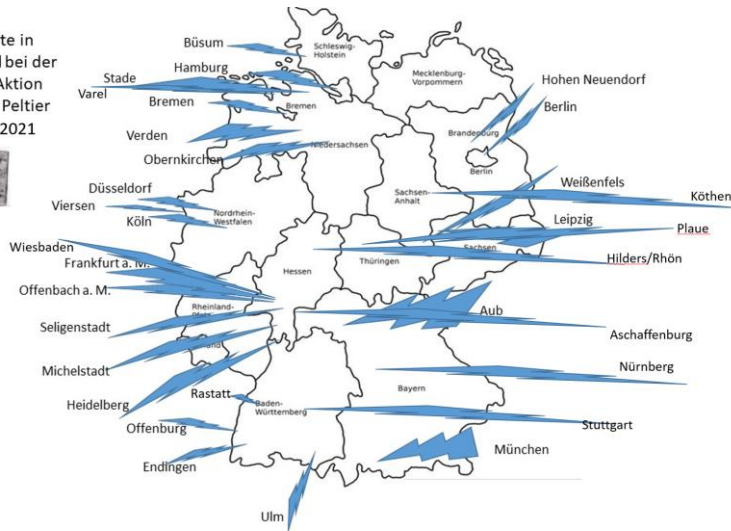 te in
bei der
Aktion
Peltier
2021
Büsum
Schleswig-
Holstein
Hamburg
Mecklenburg-
Vorpommern
Stade
Hohen Neuendorf
Varel
Bremen
Bremen
Berlin
Verden
Brandenburg
Niedersachsen
Obernkirchen
Berlin
Düsseldorf
Weißenfels
Viersen
Sachsen-
Anhalt
Köthen
Köln
Nordrhein-
Westfalen
Leipzig
Plaue
Wiesbaden
Sachsen
Frankfurt a. M.
Hessen
Thüringen
Hilders/Rhön
Offenbach a. M.
Rheinland-
Aub
Seligenstadt
Aschaffenburg
Michelstadt
Nürnberg
Heidelberg
Rastatt
Baden-
Württemberg
Bayern
Offenburg
Stuttgart
Endingen
München
Ulm